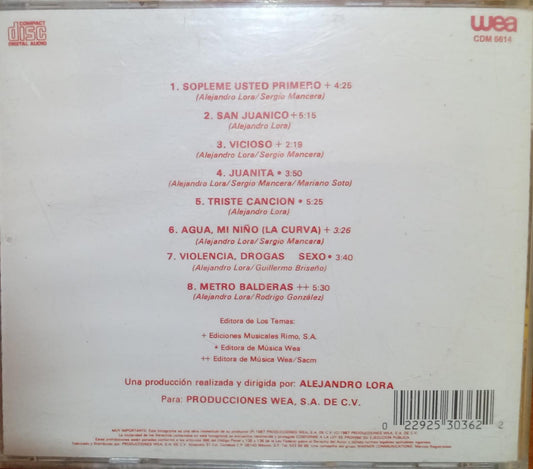 COMPACT
disc
DIGITAL AUDIO
wea
CDM 5614
1. SOPLEME USTED PRIMERO + 4:25
(Alejandro Lora/Sergio Mancera)
2. SAN JUANICO + 5:15
(Alejandro Lora)
3. VICIOSO + 2:19
(Alejandro Lora/Sergio Mancera)
4. JUANITA • 3:50
(Alejandro Lora/Sergio Mancera/Mariano Soto)
5. TRISTE CANCION • 5:25
(Alejandro Lora)
6. AGUA, MI NIÑO (LA CURVA) + 3:26
(Alejandro Lora/Sergio Mancera)
7. VIOLENCIA, DROGAS SEXO • 3:40
(Alejandro Lora/Guillermo Briseño)
8. METRO BALDERAS ++ 5:30
(Alejandro Lora/Rodrigo González)
Editora de Los Temas:
+ Ediciones Musicales Rimo, S.A.
• Editora de Música Wea
++ Editora de Música Wea/Sacm
Una producción realizada y dirigida por: ALEJANDRO LORA
Para: PRODUCCIONES WEA, S.A. DE C.V.
0 22925 30362 2